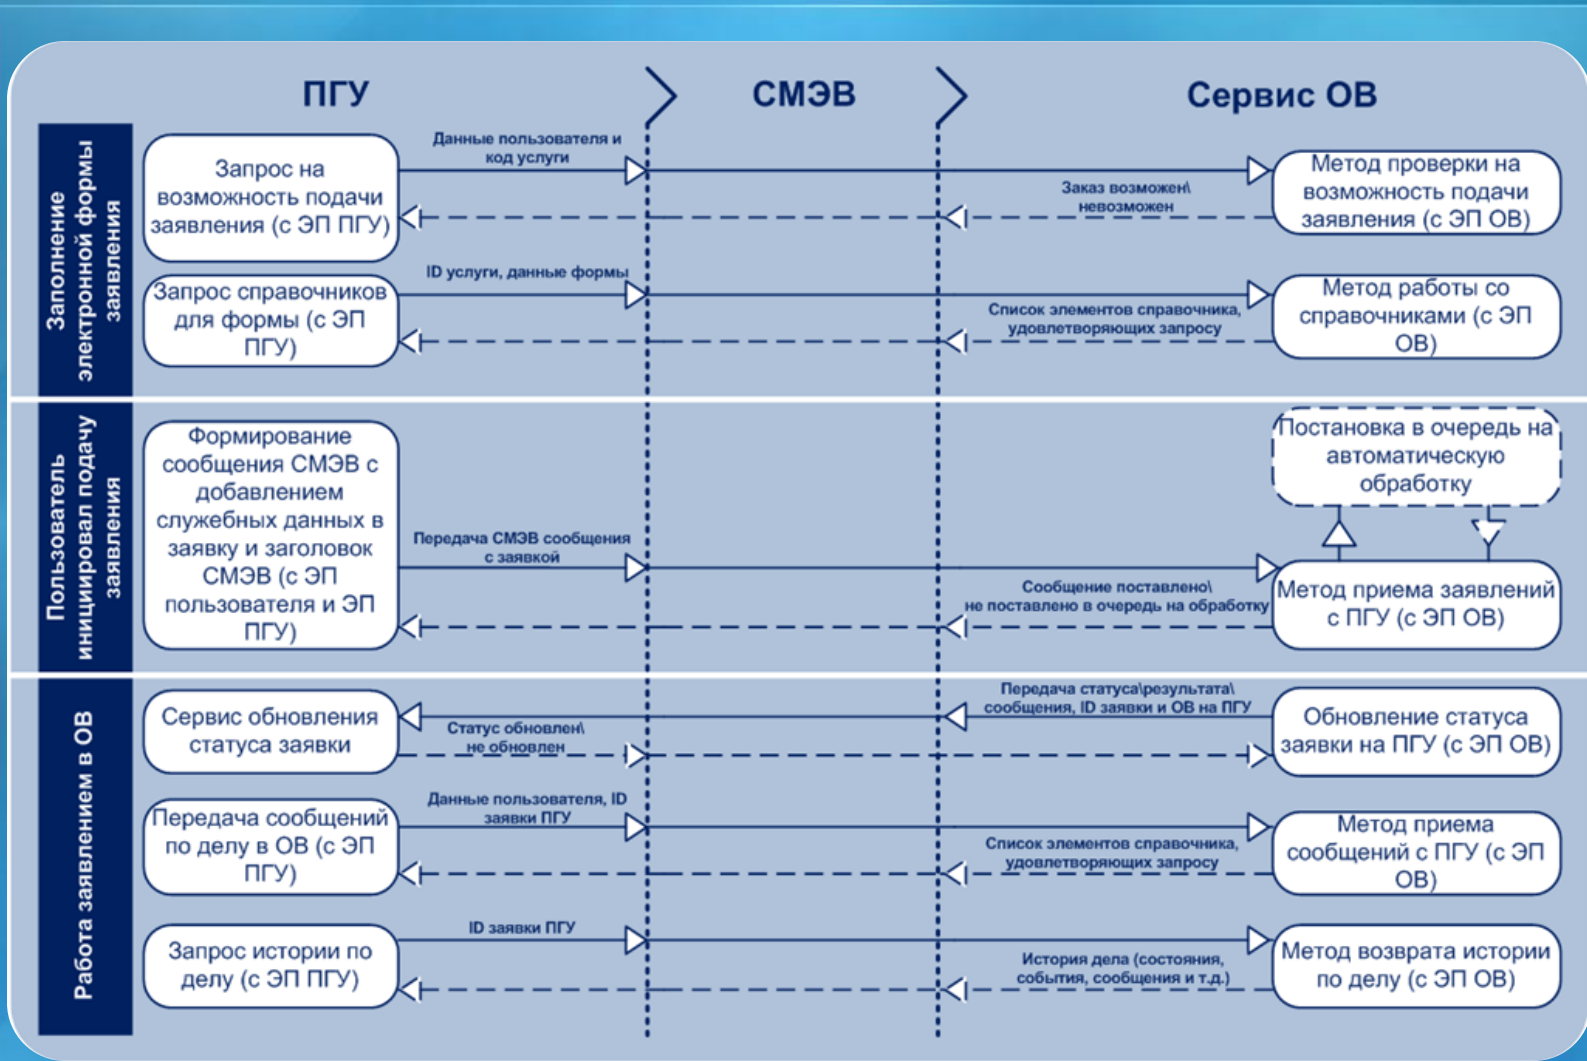 ПГУ
СМЭВ
Сервис ОВ
Заполнение
электронной формы
заявления
Запрос на
возможность подачи
заявления (с ЭП ПГУ)
Данные пользователя и
код услуги
Заказ возможен\
невозможен
Метод проверки на
возможность подачи
заявления (с ЭП ОВ)
Запрос справочников
для формы (с ЭП
ПГУ)
ID услуги, данные формы
Список элементов справочника,
удовлетворяющих запросу
Метод работы со
справочниками (с ЭП
ОВ)
Пользователь
инициировал подачу
заявления
Формирование
сообщения СМЭВ с
добавлением
служебных данных в
заявку и заголовок
СМЭВ (с ЭП
пользователя и ЭП
ПГУ)
Передача СМЭВ сообщения
с заявкой
Сообщение поставлено\
не поставлено в очередь на обработку
Постановка в очередь на
автоматическую
обработку
Метод приема заявлений
с ПГУ (с ЭП ОВ)
Работа заявлением в ОВ
Сервис обновления
статуса заявки
Статус обновлен\
не обновлен
Передача статуса\результата\
сообщения, ID заявки и ОВ на ПГУ
Обновление статуса
заявки на ПГУ (с ЭП ОВ)
Передача сообщений
по делу в ОВ (с ЭП
ПГУ)
Данные пользователя, ID
заявки ПГУ
Список элементов справочника,
удовлетворяющих запросу
Метод приема
сообщений с ПГУ (с ЭП
ОВ)
Запрос истории по
делу (с ЭП ПГУ)
ID заявки ПГУ
История дела (состояния,
события, сообщения и т.д.)
Метод возврата истории
по делу (с ЭП ОВ)